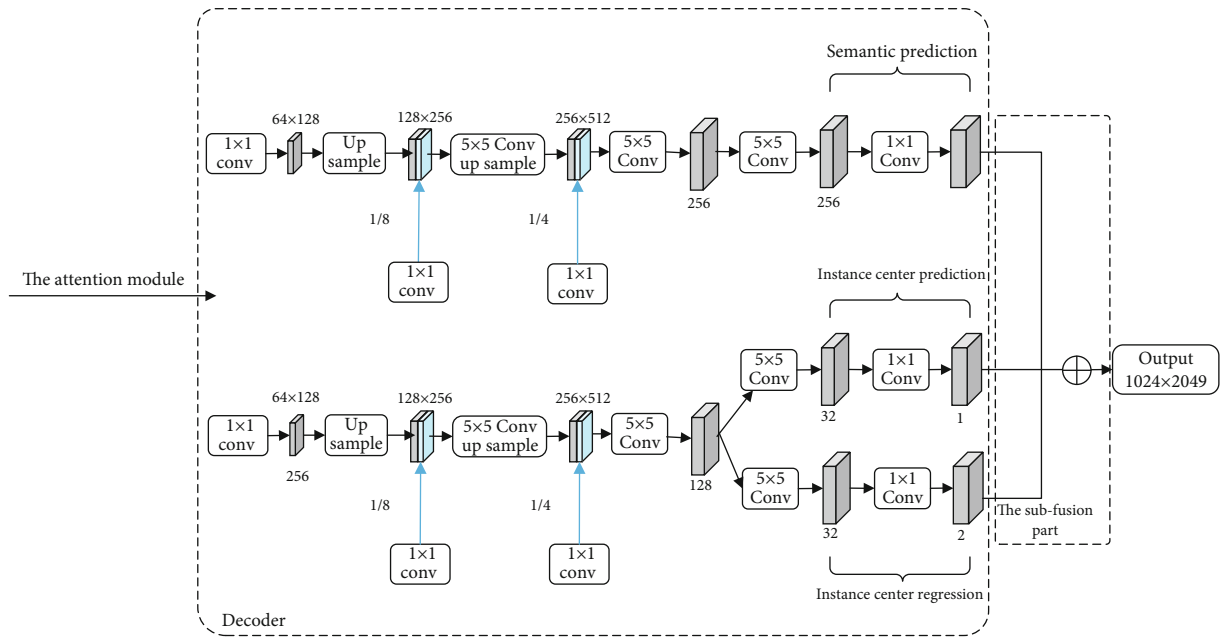 Semantic prediction
64×128
128×256
256×512
1×1
conv
Up
sample
5×5 Conv
up sample
5×5
Conv
5×5
Conv
1×1
Conv
256
256
1/8
1/4
1×1
conv
1×1
conv
The attention module
Instance center prediction
5×5
Conv
1×1
Conv
32
1
Output
1024×2049
64×128
128×256
256×512
1×1
conv
Up
sample
5×5 Conv
up sample
5×5
Conv
256
128
5×5
Conv
1×1
Conv
32
2
The sub-fusion
part
1/8
1/4
1×1
conv
1×1
conv
Instance center regression
Decoder